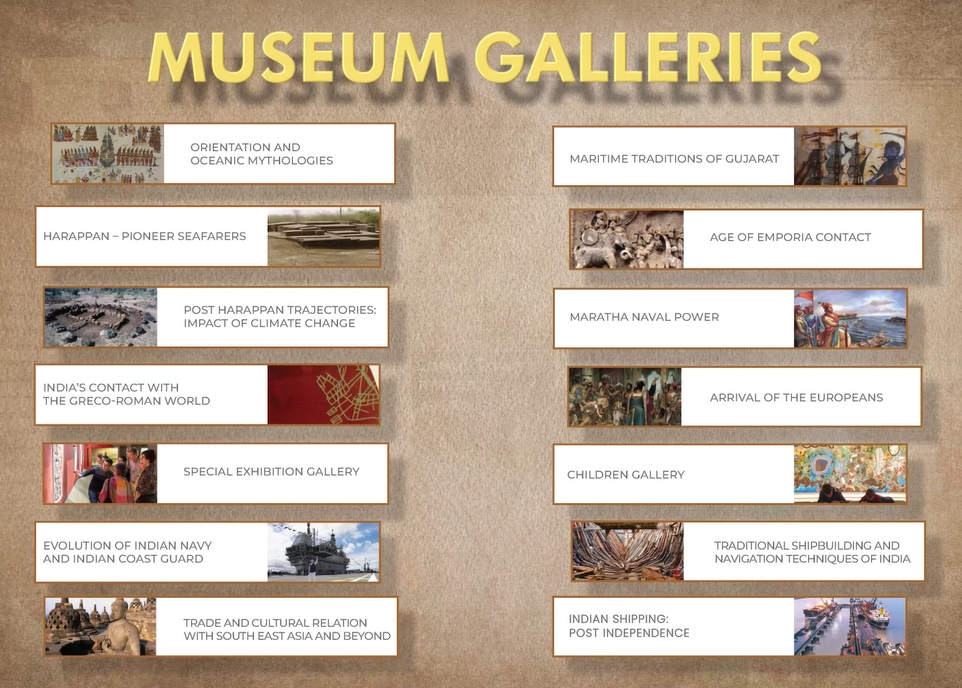 MUSEUM GALLERIES
ORIENTATION AND
OCEANIC MYTHOLOGIES
HARAPPAN – PIONEER SEAFARERS
POST HARAPPAN TRAJECTORIES:
IMPACT OF CLIMATE CHANGE
INDIA'S CONTACT WITH
THE GRECO-ROMAN WORLD
SPECIAL EXHIBITION GALLERY
EVOLUTION OF INDIAN NAVY
AND INDIAN COAST GUARD
TRADE AND CULTURAL RELATION
WITH SOUTH EAST ASIA AND BEYOND
MARITIME TRADITIONS OF GUJARAT
AGE OF EMPORIA CONTACT
MARATHA NAVAL POWER
ARRIVAL OF THE EUROPEANS
CHILDREN GALLERY
TRADITIONAL SHIPBUILDING AND
NAVIGATION TECHNIQUES OF INDIA
INDIAN SHIPPING:
POST INDEPENDENCE